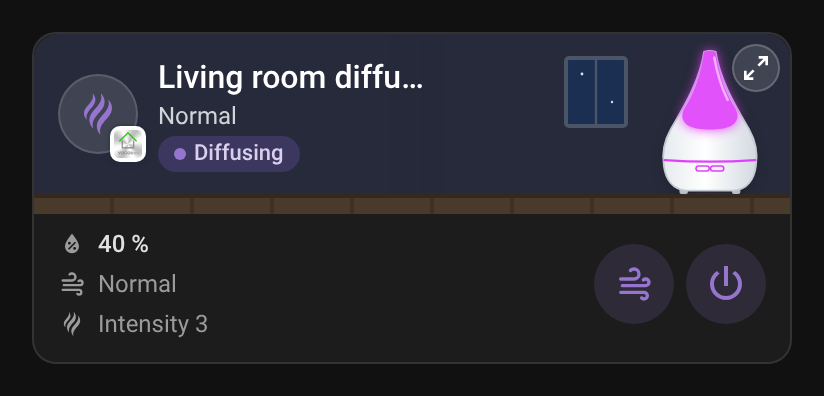 Living room diffu...
Normal
Diffusing
40 %
Normal
Intensity 3